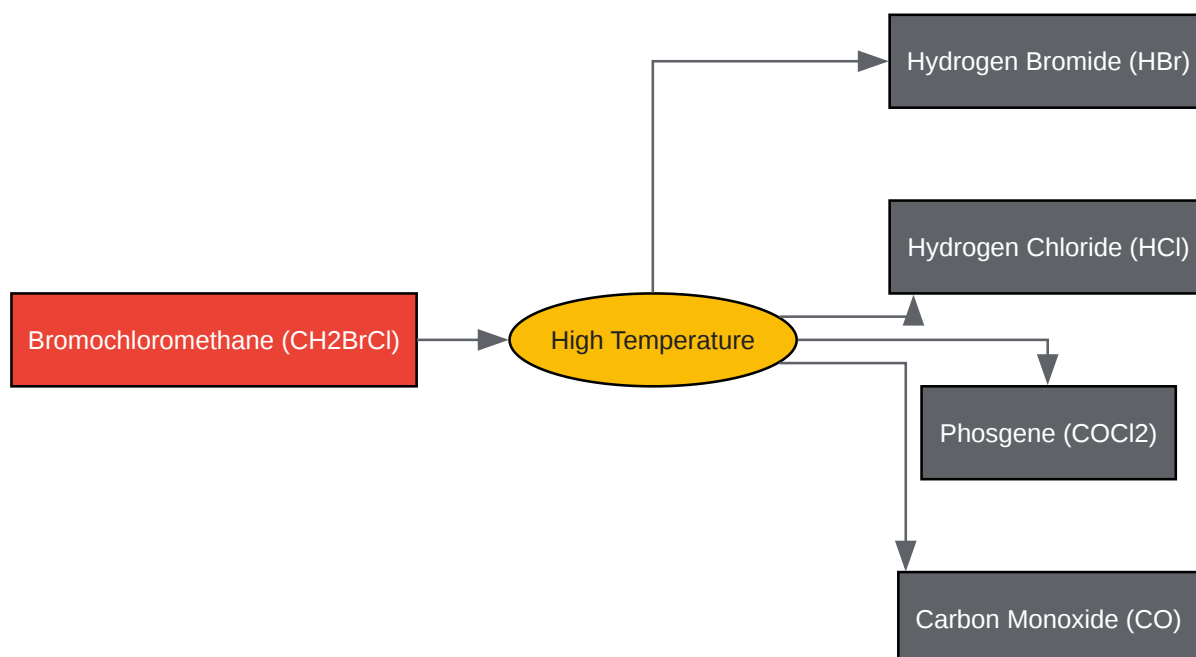 Hydrogen Bromide (HBr)
Hydrogen Chloride (HCl)
Bromochloromethane (CH2BrCl)
High Temperature
Phosgene (COCl2)
Carbon Monoxide (CO)